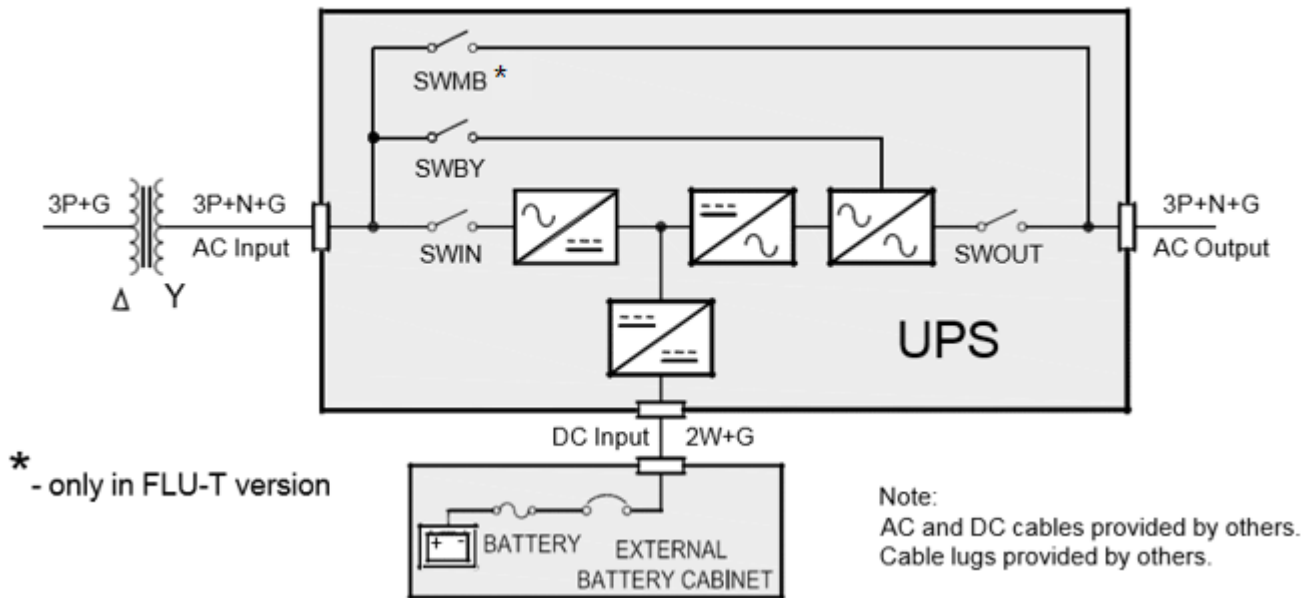 SWMB *
SWBY
3P+G
3P+N+G
AC Input
Δ Y
SWIN
SWOUT
3P+N+G
AC Output
UPS
DC Input 2W+G
* - only in FLU-T version
+ -
BATTERY
EXTERNAL
BATTERY CABINET
Note:
AC and DC cables provided by others.
Cable lugs provided by others.